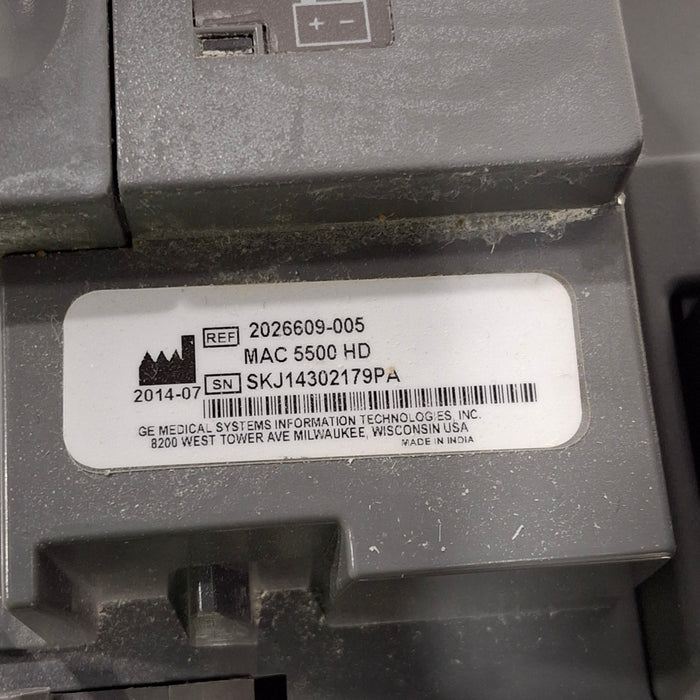 + -
REF 2026609-005
MAC 5500 HD
2014-07 SN SKJ14302179PA
GE MEDICAL SYSTEMS INFORMATION TECHNOLOGIES, INC.
8200 WEST TOWER AVE MILWAUKEE, WISCONSIN USA
MADE IN INDIA